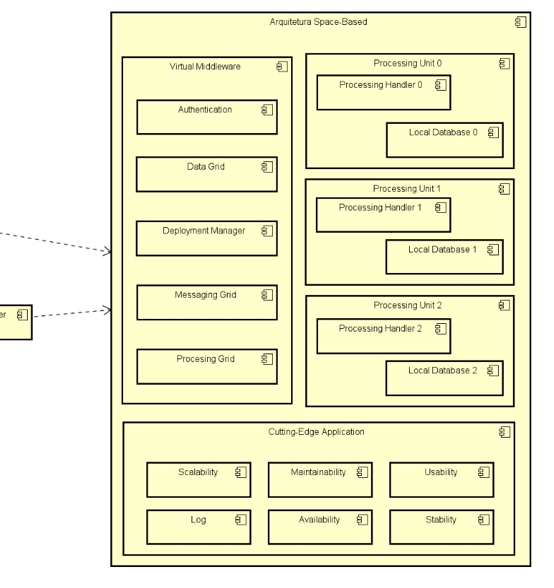 Arquitetura Space-Based
Virtual Middleware
Authentication
Data Grid
Deployment Manager
Messaging Grid
Procesing Grid
Processing Unit 0
Processing Handler 0
Local Database 0
Processing Unit 1
Processing Handler 1
Local Database 1
Processing Unit 2
Processing Handler 2
Local Database 2
er
Cutting-Edge Application
Scalability
Maintainability
Usability
Log
Availability
Stability